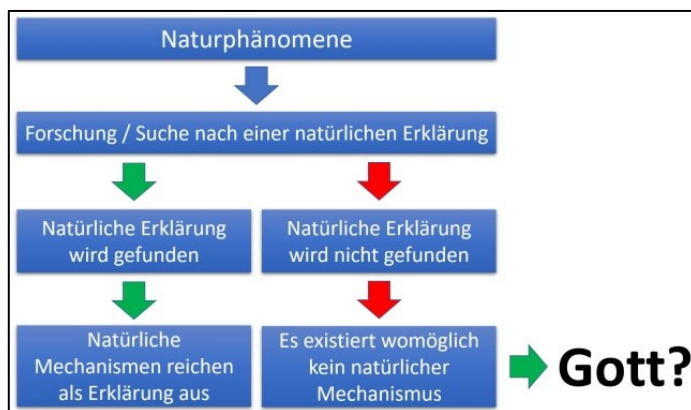 Naturphänomene
Forschung / Suche nach einer natürlichen Erklärung
Natürliche Erklärung
wird gefunden
Natürliche Erklärung
wird nicht gefunden
Natürliche
Mechanismen reichen
als Erklärung aus
Es existiert womöglich
kein natürlicher
Mechanismus
Gott?